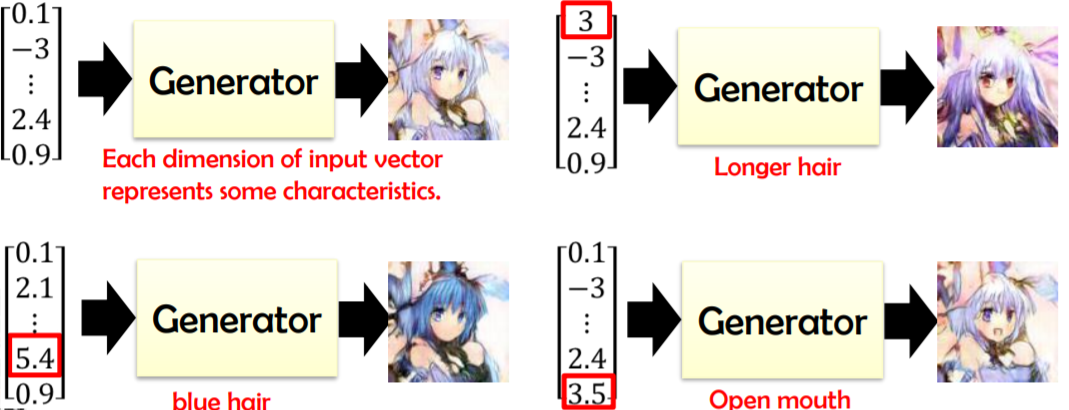 0.1
−3
⋮
2.4
0.9
Generator
Each dimension of input vector
represents some characteristics.
3
−3
⋮
2.4
0.9
Generator
Longer hair
0.1
2.1
⋮
5.4
0.9
Generator
blue hair
0.1
−3
⋮
2.4
3.5
Generator
Open mouth